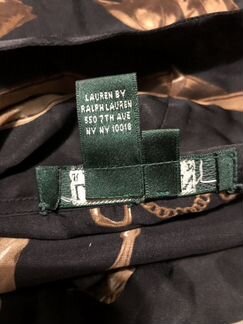 LAUREN BY
RALPH LAUREN
550 7TH AVE
NY NY 10018